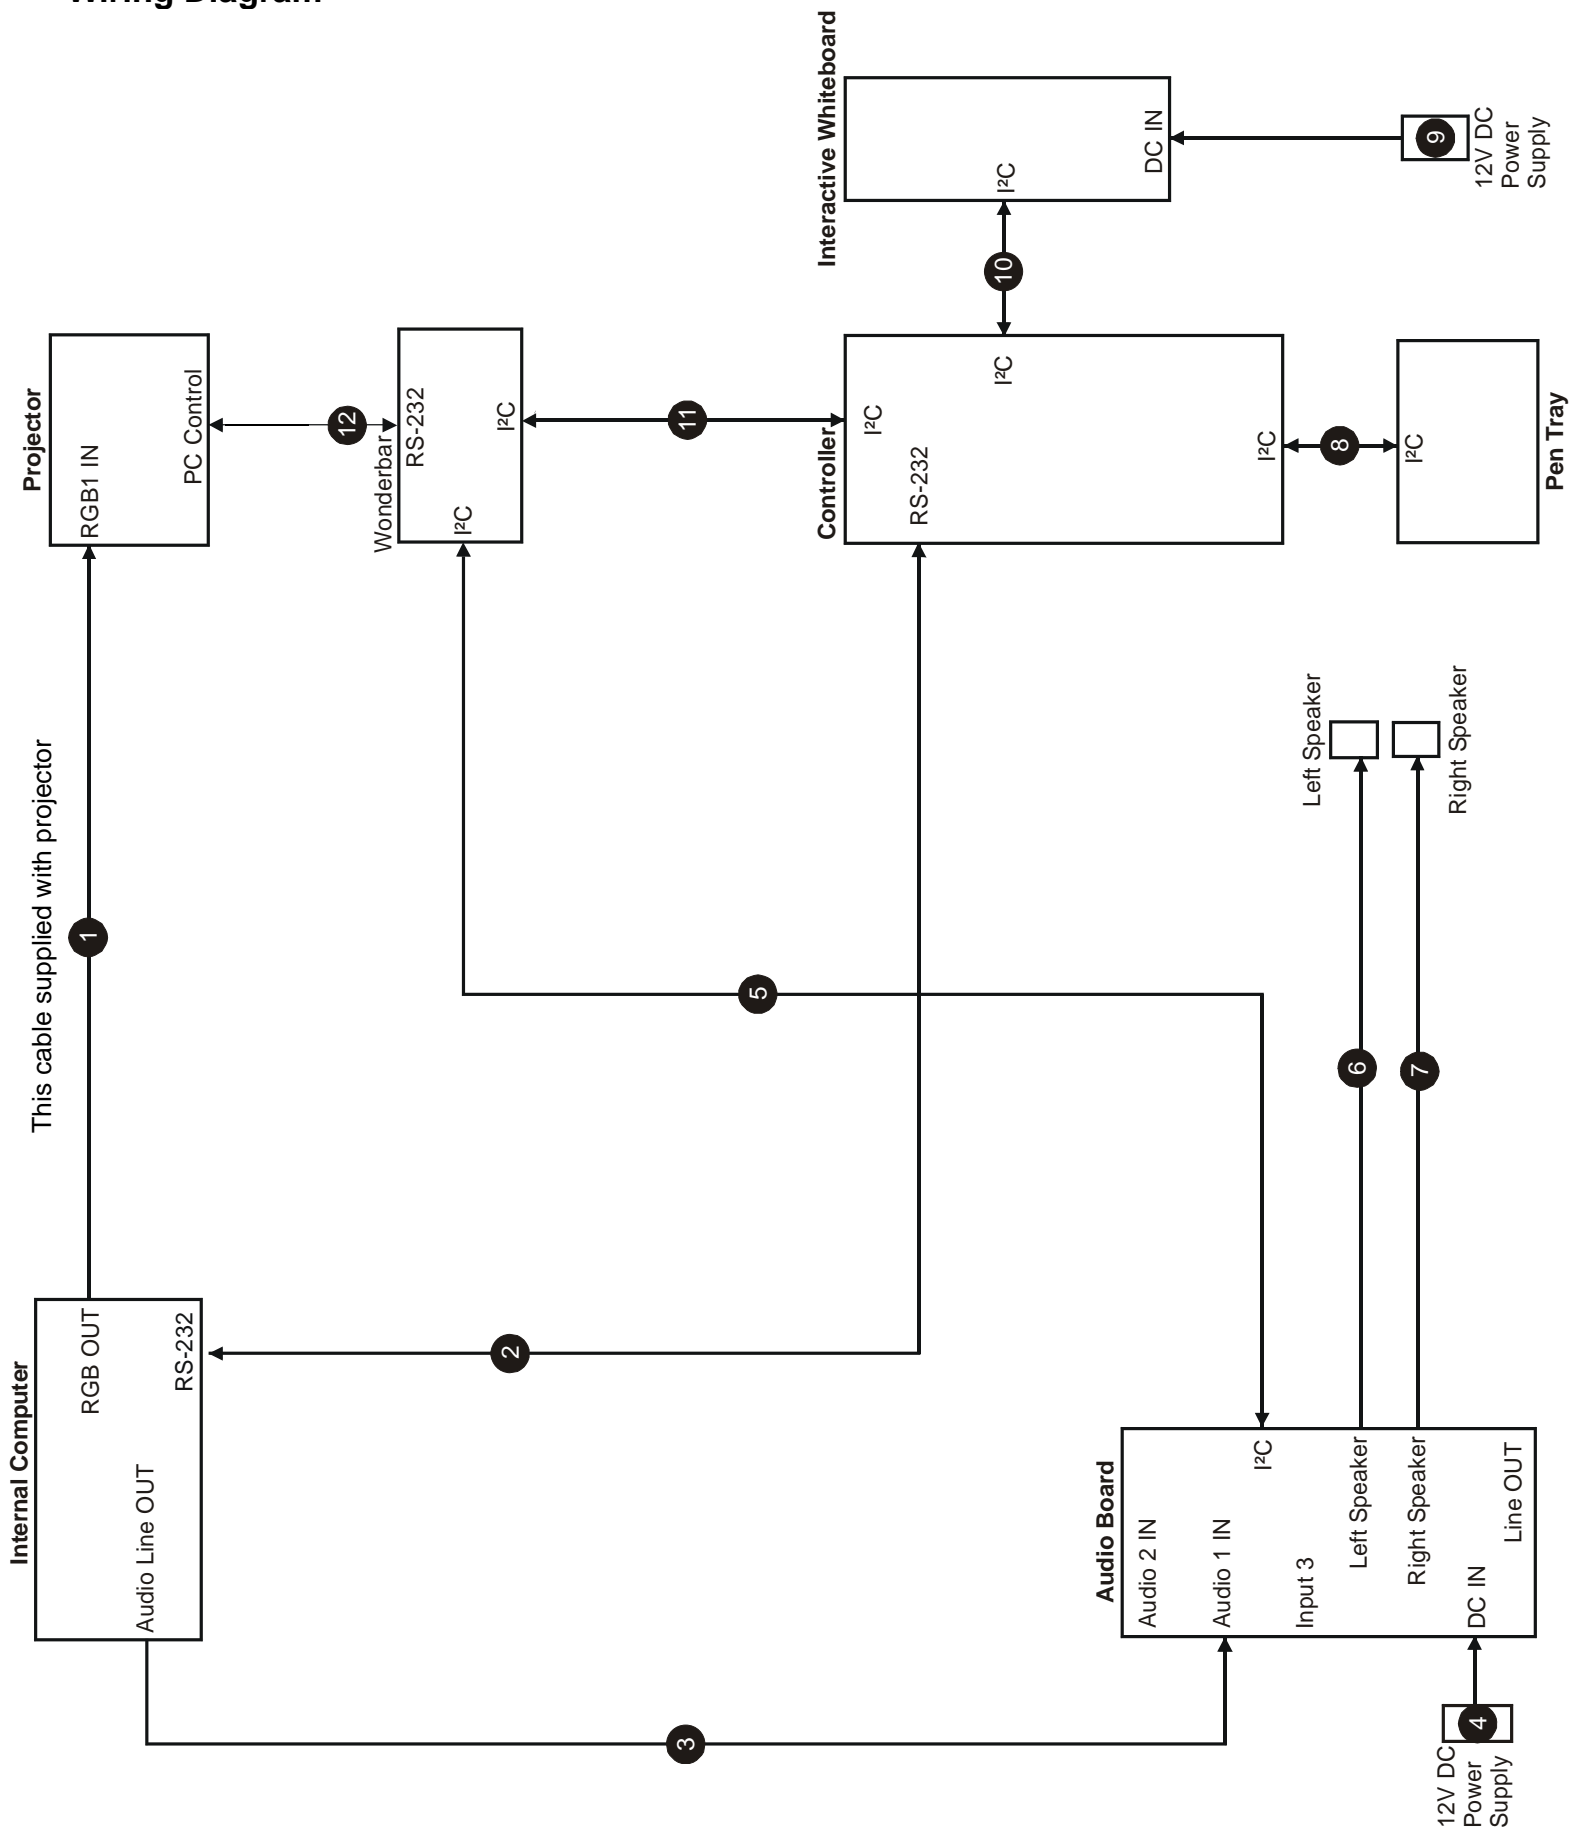 Wiring Diagram
Internal Computer
RGB OUT
RS-232
Audio Line OUT
This cable supplied with projector
1
Projector
RGB1 IN
PC Control
12
Wonderbar
RS-232
I²C
I²C
11
2
3
5
Controller
I²C
RS-232
I²C
I²C
10
Interactive Whiteboard
I²C
DC IN
9
12V DC
Power
Supply
8
I²C
Pen Tray
Audio Board
Audio 2 IN
Audio 1 IN
Input 3
I²C
Left Speaker
Right Speaker
DC IN
Line OUT
6
7
Left Speaker
Right Speaker
4
12V DC
Power
Supply